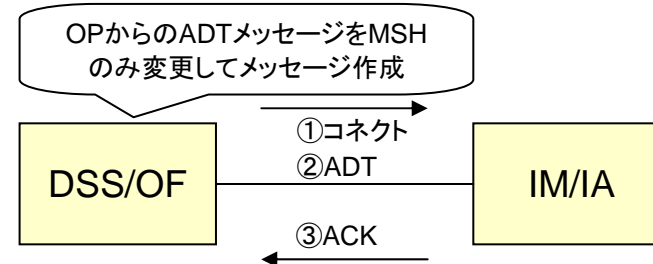 OPからのADTメッセージをMSH
のみ変更してメッセージ作成
①コネクト
②ADT
DSS/OF
IM/IA
③ACK